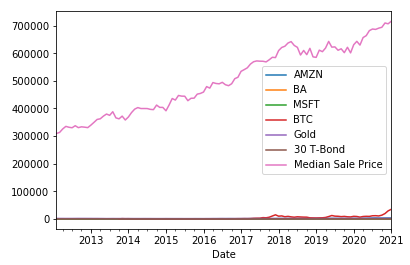 700000
600000
500000
400000
300000
200000
100000
0
AMZN
BA
MSFT
BTC
Gold
30 T-Bond
Median Sale Price
2013 2014 2015 2016 2017 2018 2019 2020 2021
Date